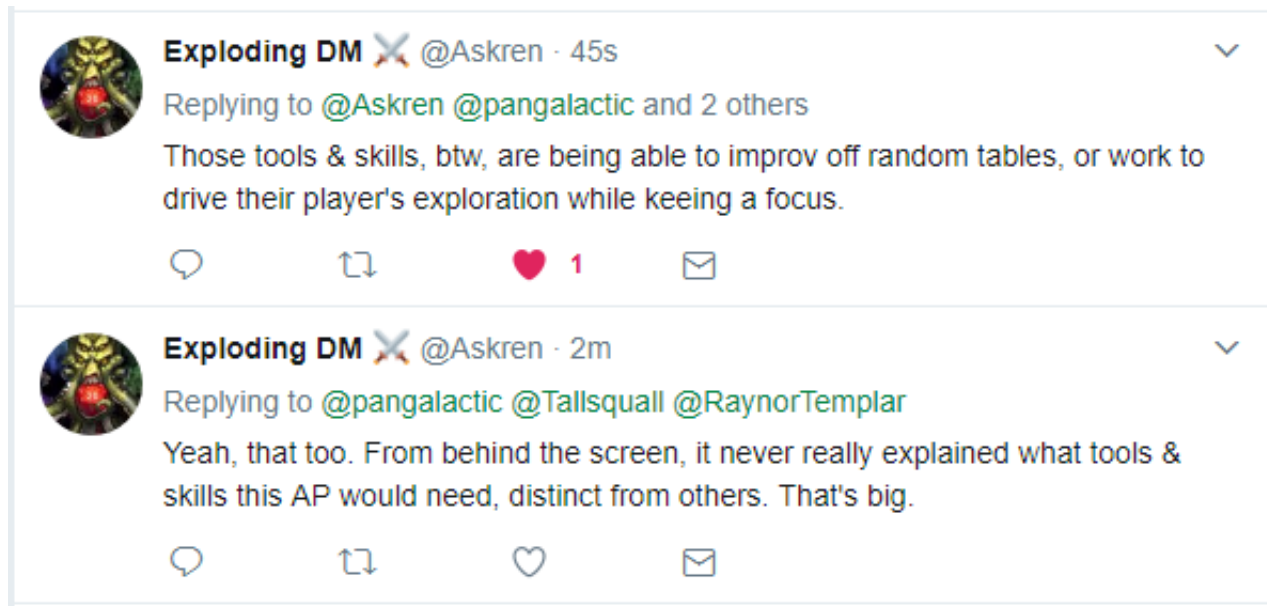 Exploding DM ⚔️ @Askren · 45s
Replying to @Askren @pangalactic and 2 others
Those tools & skills, btw, are being able to improv off random tables, or work to
drive their player's exploration while keeing a focus.
1
Exploding DM ⚔️ @Askren · 2m
Replying to @pangalactic @Tallsquall @RaynorTemplar
Yeah, that too. From behind the screen, it never really explained what tools &
skills this AP would need, distinct from others. That's big.